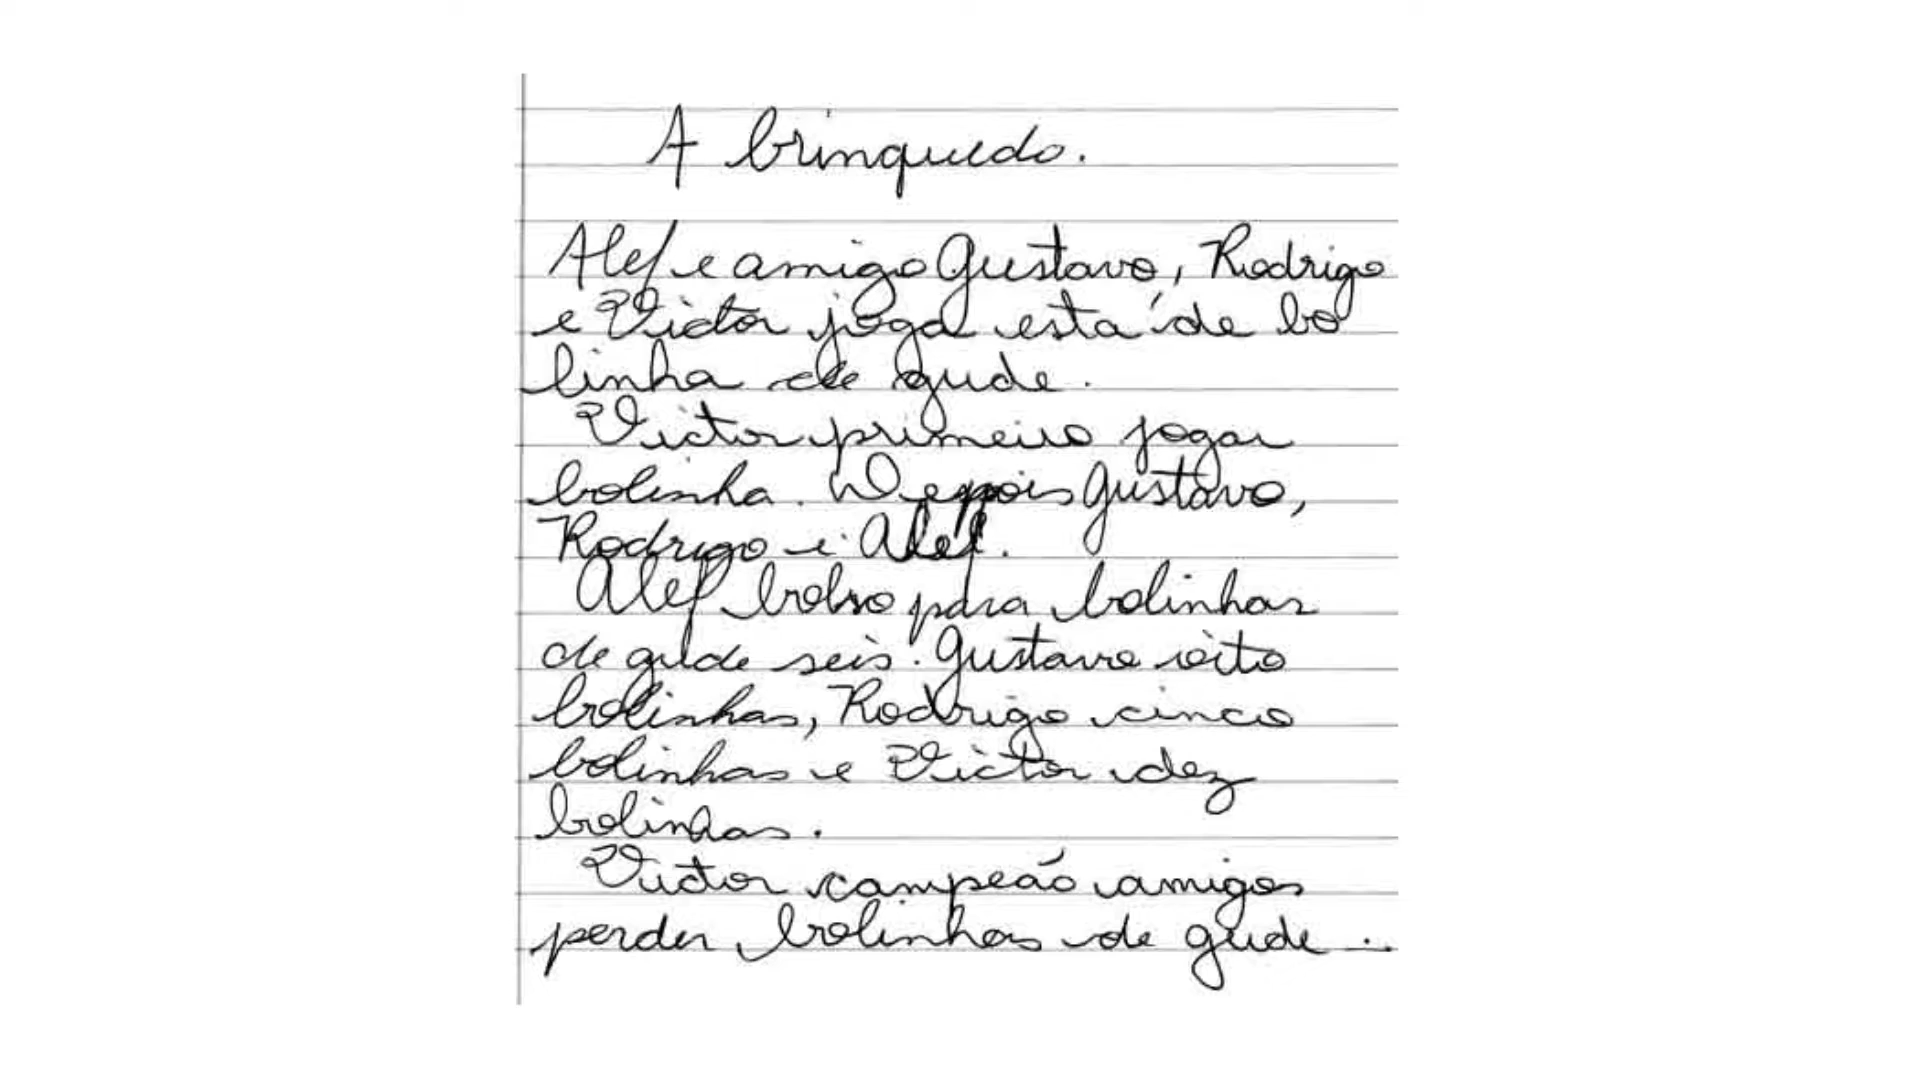 A brinquedo.
Alef e amigo Gustavo, Rodrigo
e Victor joga está de bo
linha de gude.
Victor primeiro jogar
bolinha. Depois Gustavo,
Rodrigo e Alef.
Alef bolso para bolinhas
de gude seis. Gustavo oito
bolinhas, Rodrigo cinco
bolinhas e Victor dez
bolinhas.
Victor campeão amigos
perder bolinhas de gude.